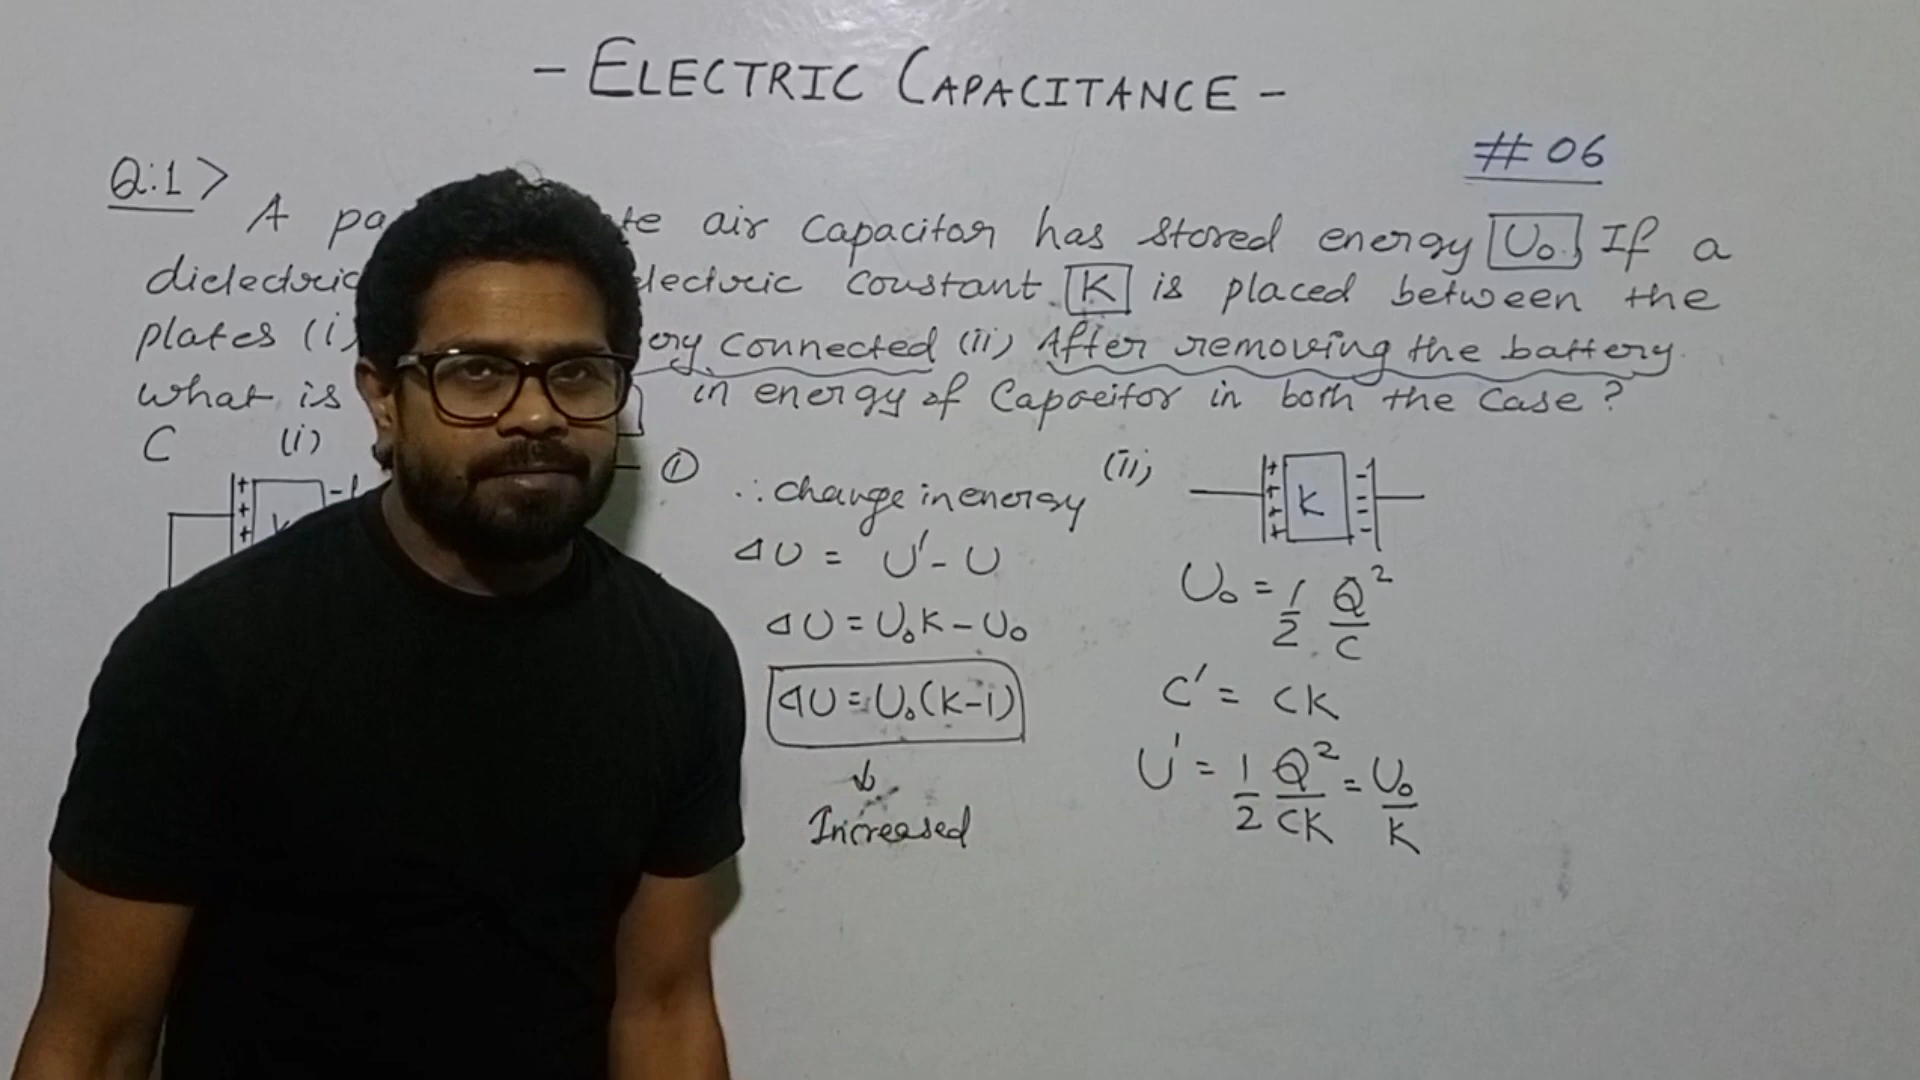 - ELECTRIC CAPACITANCE -
# 06
Q:1>
A pa te air capacitor has stored energy U₀. If a
dielectric electric constant K is placed between the
plates (i) ery connected (ii) After removing the battery.
what is in energy of Capacitor in both the case?
C (i)
+ -
+
+
①
∴ change in energy
ΔU = U' - U
ΔU = U₀K - U₀
ΔU = U₀(K-1)
↓
Increased
(ii)
+ -
+ K -
+ -
+ -
U₀ = 1/2 Q²/C
C' = CK
U' = 1/2 Q²/CK = U₀/K